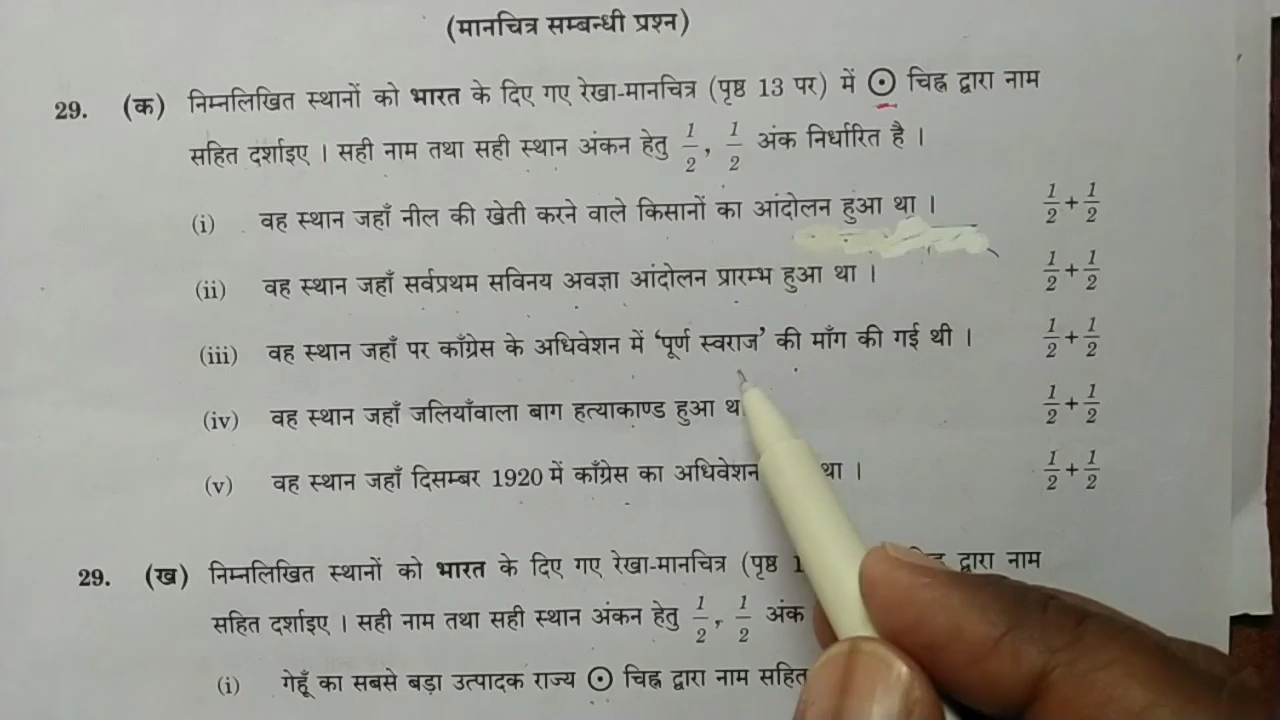 (मानचित्र सम्बन्धी प्रश्न)
29. (क) निम्नलिखित स्थानों को भारत के दिए गए रेखा-मानचित्र (पृष्ठ 13 पर) में ⊙ चिह्न द्वारा नाम
सहित दर्शाइए । सही नाम तथा सही स्थान अंकन हेतु 1/2, 1/2 अंक निर्धारित है ।
(i) वह स्थान जहाँ नील की खेती करने वाले किसानों का आंदोलन हुआ था । 1/2 + 1/2
(ii) वह स्थान जहाँ सर्वप्रथम सविनय अवज्ञा आंदोलन प्रारम्भ हुआ था । 1/2 + 1/2
(iii) वह स्थान जहाँ पर काँग्रेस के अधिवेशन में ‘पूर्ण स्वराज’ की माँग की गई थी । 1/2 + 1/2
(iv) वह स्थान जहाँ जलियाँवाला बाग हत्याकाण्ड हुआ 1/2 + 1/2
(v) वह स्थान जहाँ दिसम्बर 1920 में काँग्रेस का अधिवेशन था । 1/2 + 1/2
29. (ख) निम्नलिखित स्थानों को भारत के दिए गए रेखा-मानचित्र (पृष्ठ द्वारा नाम
सहित दर्शाइए । सही नाम तथा सही स्थान अंकन हेतु 1/2, 1/2 अंक
(i) गेहूँ का सबसे बड़ा उत्पादक राज्य ⊙ चिह्न द्वारा नाम सहित